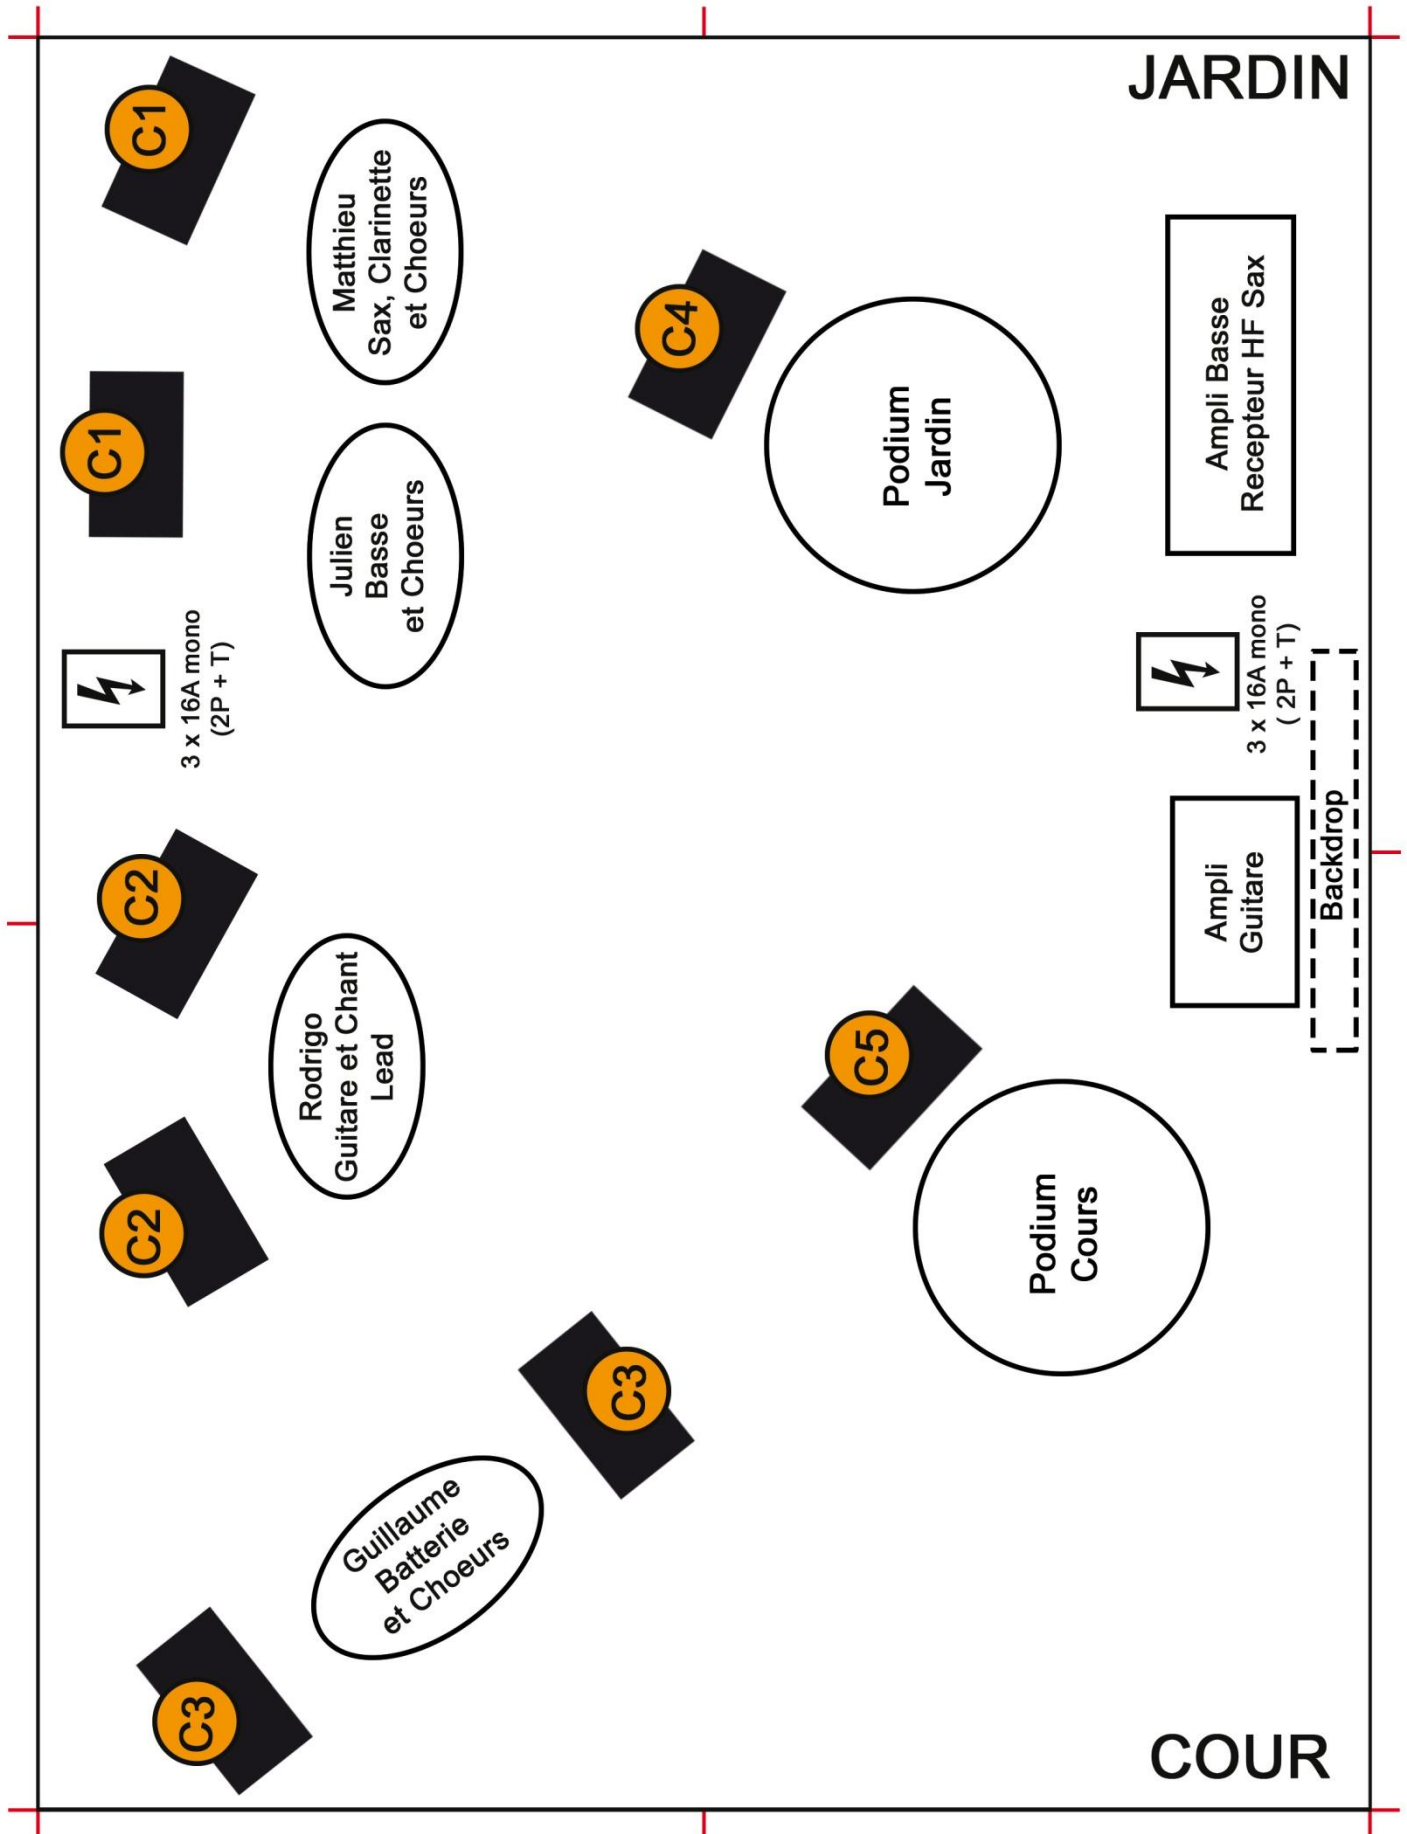 JARDIN
C1
Matthieu
Sax, Clarinette
et Choeurs
C4
C1
Julien
Basse
et Choeurs
Podium
Jardin
Ampli Basse
Recepteur HF Sax
3 x 16A mono
(2P + T)
3 x 16A mono
( 2P + T)
Backdrop
Ampli
Guitare
C2
Rodrigo
Guitare et Chant
Lead
C2
C5
Podium
Cours
C3
Guillaume
Batterie
et Choeurs
C3
COUR